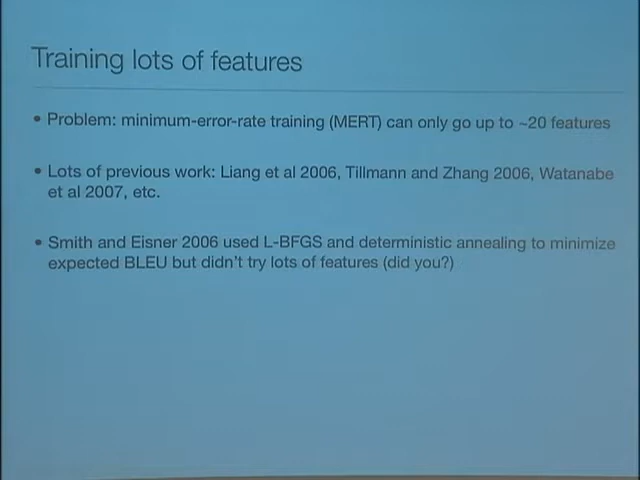 Training lots of features
• Problem: minimum-error-rate training (MERT) can only go up to ~20 features
• Lots of previous work: Liang et al 2006, Tillmann and Zhang 2006, Watanabe
et al 2007, etc.
• Smith and Eisner 2006 used L-BFGS and deterministic annealing to minimize
expected BLEU but didn't try lots of features (did you?)